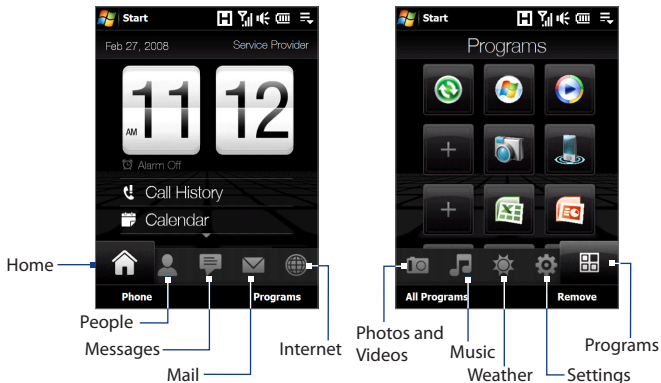 Start
Feb 27, 2008
Service Provider
AM
11
12
Alarm Off
Call History
Calendar
Phone
Programs
Home
People
Messages
Mail
Internet
Start
Programs
All Programs
Remove
Photos and
Videos
Music
Weather
Settings
Programs